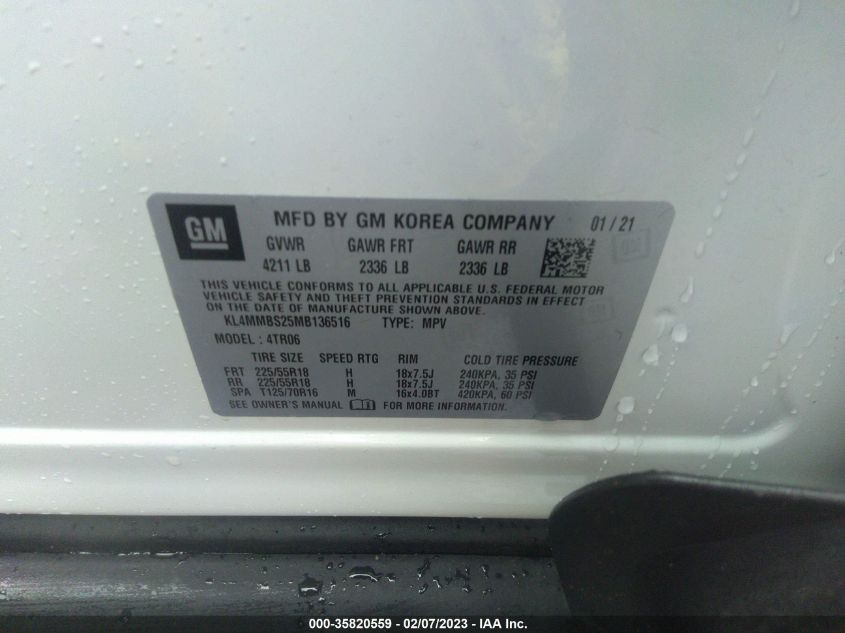 GM MFD BY GM KOREA COMPANY 01 / 21
GVWR GAWR FRT GAWR RR
4211 LB 2336 LB 2336 LB
GM
THIS VEHICLE CONFORMS TO ALL APPLICABLE U.S. FEDERAL MOTOR
VEHICLE SAFETY AND THEFT PREVENTION STANDARDS IN EFFECT
ON THE DATE OF MANUFACTURE SHOWN ABOVE.
GM
KL4MMBS25MB136516 TYPE: MPV
MODEL : 4TR06
TIRE SIZE SPEED RTG RIM COLD TIRE PRESSURE
FRT 225/55R18 H 18x7.5J 240KPA, 35 PSI
RR 225/55R18 H 18x7.5J 240KPA, 35 PSI
SPA T125/70R16 M 16x4.0BT 420KPA, 60 PSI
SEE OWNER'S MANUAL FOR MORE INFORMATION.
000-35820559 - 02/07/2023 - IAA Inc.